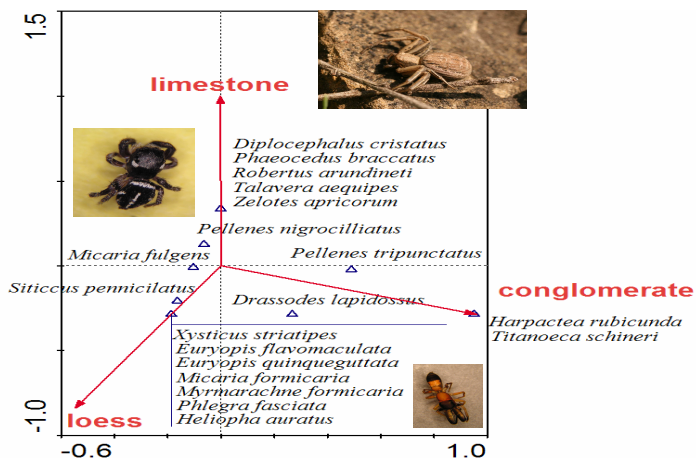 1.5
limestone
Diplocephalus cristatus
Phaeocedus braccatus
Robertus arundineti
Talavera aequipes
Zelotes apricorum
Pellenes nigrocilliatus
Micaria fulgens
Pellenes tripunctatus
Siticcus pennicilatus
Drassodes lapidossus
conglomerate
Harpactea rubicunda
Titanoeca schineri
Xysticus striatipes
Euryopis flavomaculata
Euryopis quinqueguttata
Micaria formicaria
Myrmarachne formicaria
Phlegra fasciata
Heliopha auratus
loess
-1.0
-0.6
1.0